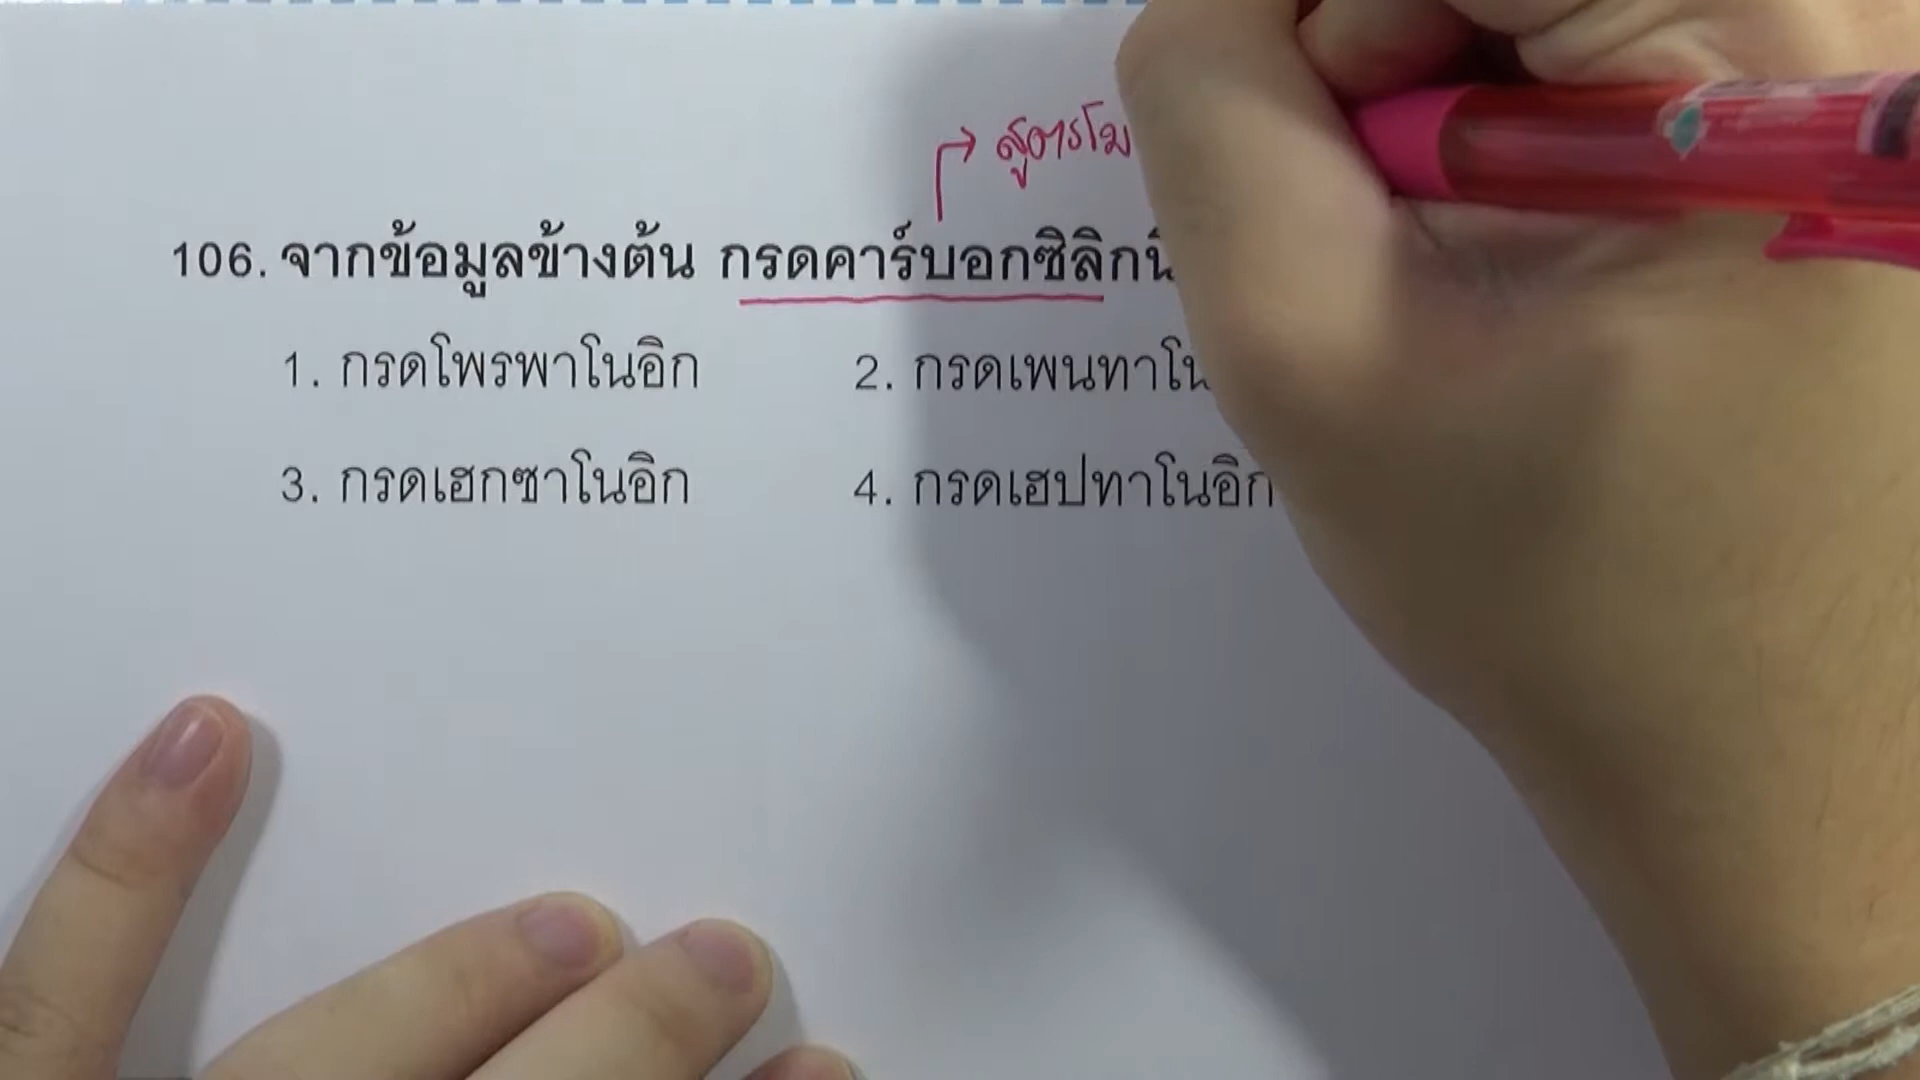 สูตรโม
106. จากข้อมูลข้างต้น กรดคาร์บอกซิลิกนี
1. กรดโพรพาโนอิก 2. กรดเพนทาโน
3. กรดเฮกซาโนอิก 4. กรดเฮปทาโนอิก